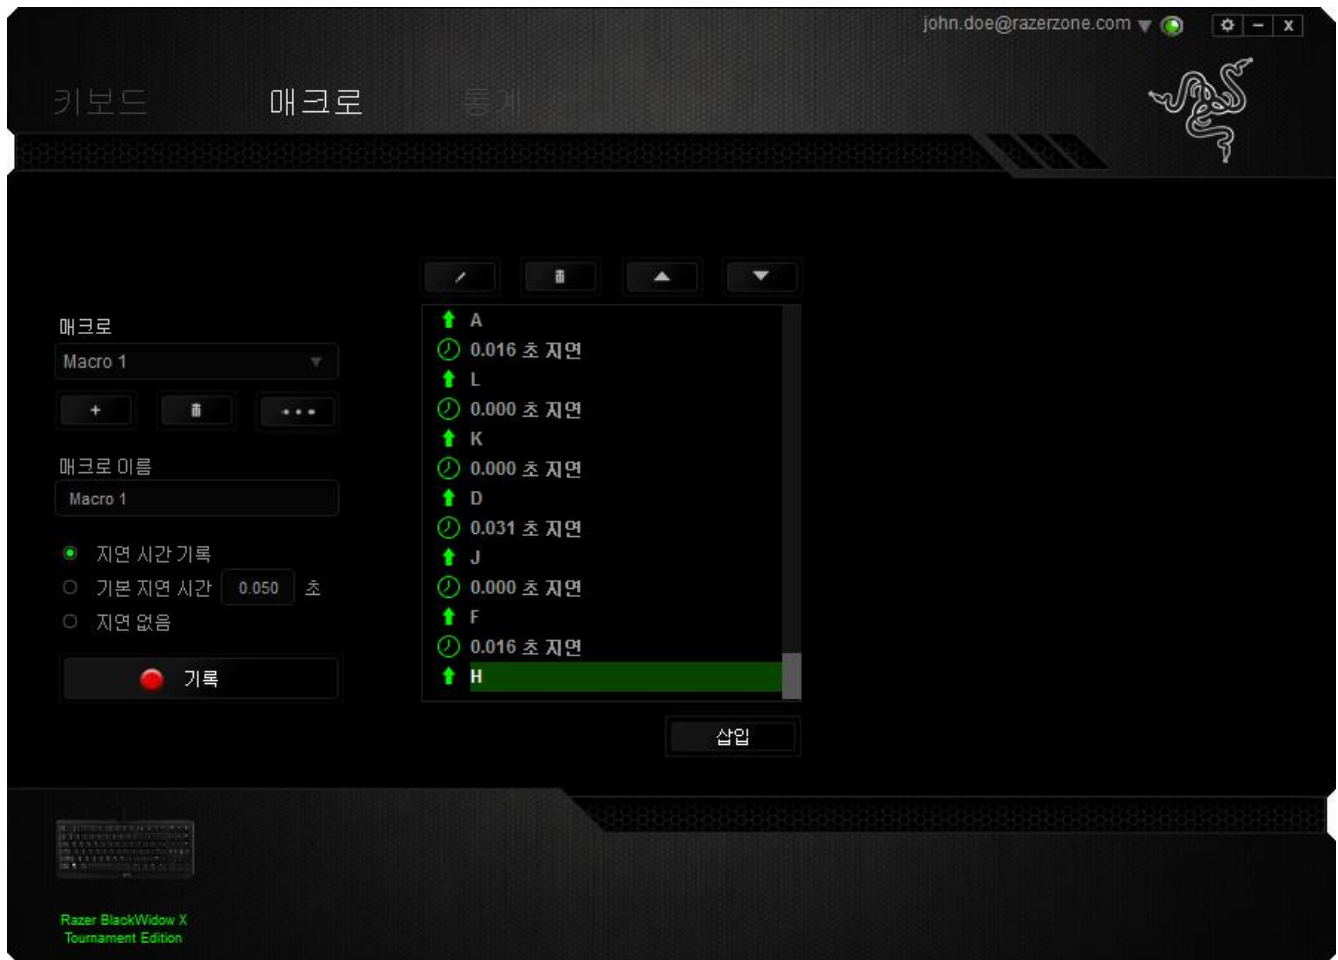 john.doe@razerzone.com
X
키보드
매크로
통계
매크로
Macro 1
매크로 이름
Macro 1
지연 시간 기록
기본 지연 시간 0.050 초
지연 없음
기록
A
0.016 초 지연
L
0.000 초 지연
K
0.000 초 지연
D
0.031 초 지연
J
0.000 초 지연
F
0.016 초 지연
H
삽입
Razer BlackWidow X
Tournament Edition